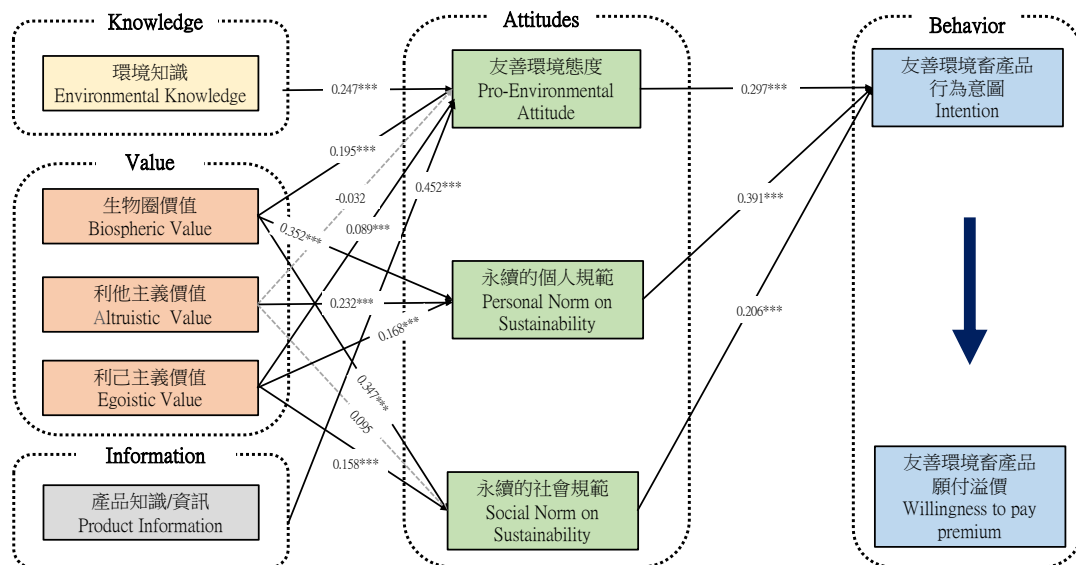 Knowledge
環境知識
Environmental Knowledge
Value
生物圈價值
Biospheric Value
利他主義價值
Altruistic Value
利己主義價值
Egoistic Value
Information
產品知識/資訊
Product Information
0.247***
0.195***
-0.032
0.452***
0.089***
0.352***
0.232***
0.168***
0.347***
0.095
0.158***
Attitudes
友善環境態度
Pro-Environmental
Attitude
永續的個人規範
Personal Norm on
Sustainability
永續的社會規範
Social Norm on
Sustainability
0.297***
0.391***
0.206***
Behavior
友善環境畜產品
行為意圖
Intention
友善環境畜產品
願付溢價
Willingness to pay
premium